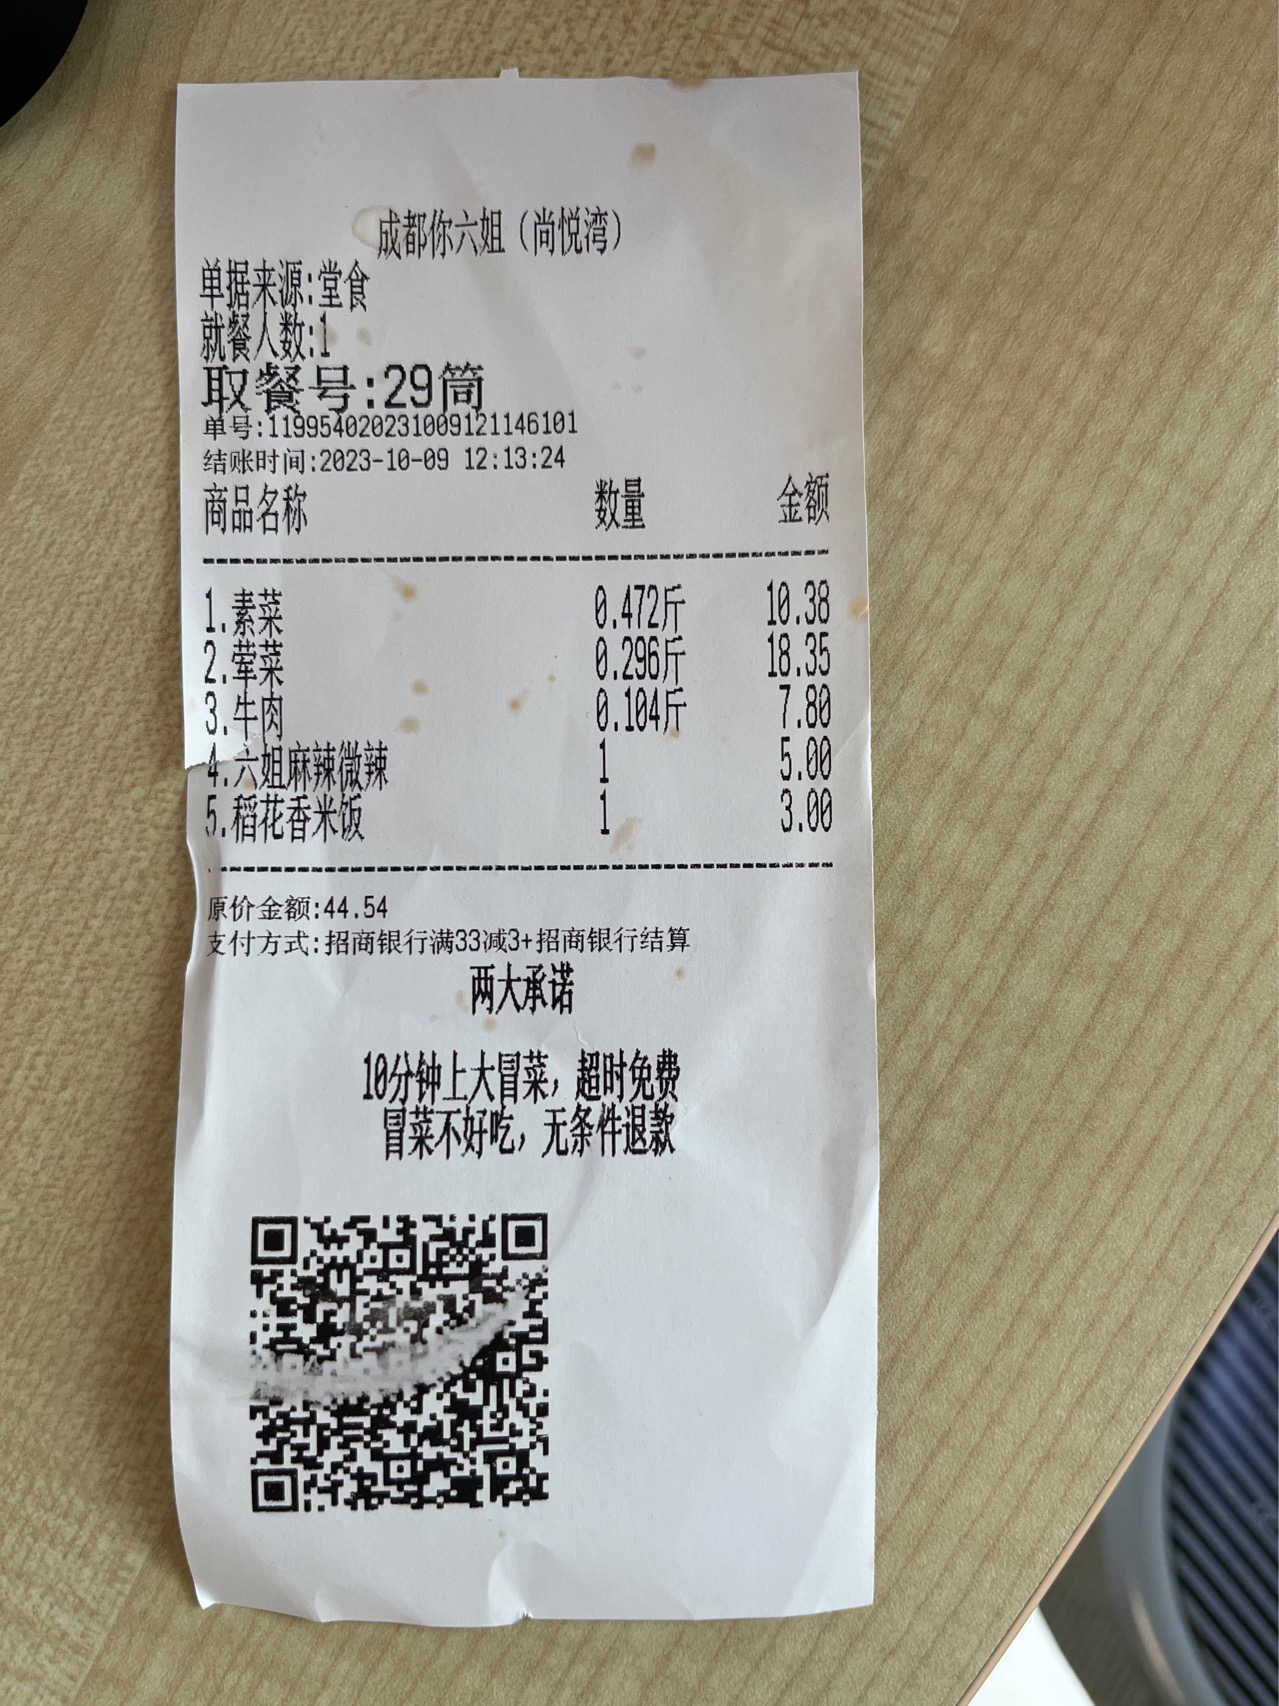 成都你六姐（尚悦湾）
单据来源:堂食
就餐人数:1
取餐号:29筒
单号:1199540202310091211461​01
结账时间:2023-10-09 12:13:24
商品名称 数量 金额
1.素菜 0.472斤 10.38
2.荤菜 0.296斤 18.35
3.牛肉 0.104斤 7.80
4.六姐麻辣微辣 1 5.00
5.稻花香米饭 1 3.00
原价金额:44.54
支付方式:招商银行满33减3+招商银行结算
两大承诺
10分钟上大冒菜，超时免费
冒菜不好吃，无条件退款